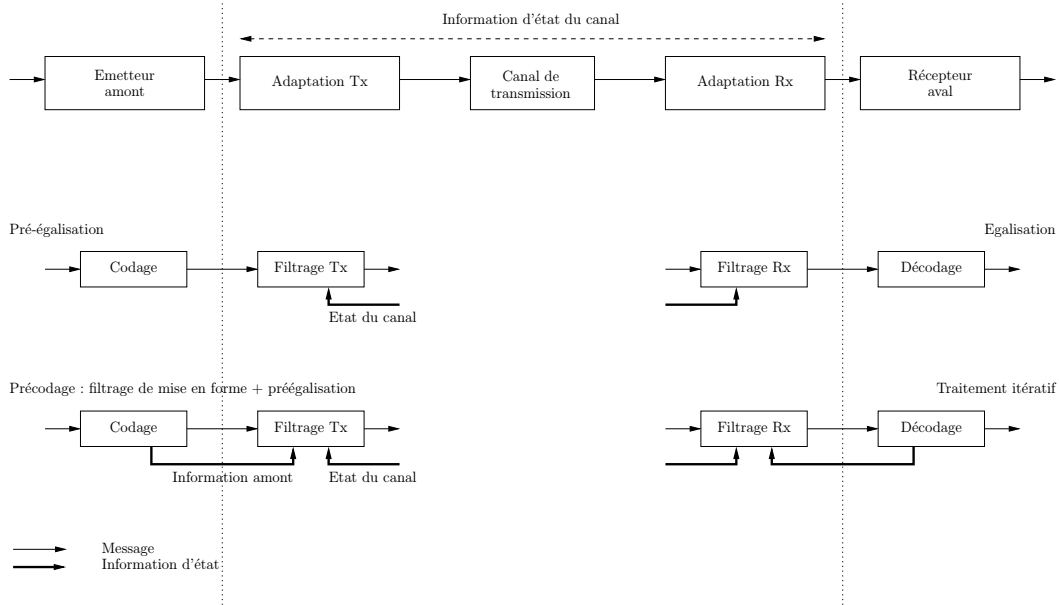 Information d'état du canal
Emetteur
amont
Adaptation Tx
Canal de
transmission
Adaptation Rx
Récepteur
aval
Pré-égalisation
Egalisation
Codage
Filtrage Tx
Filtrage Rx
Décodage
Etat du canal
Précodage : filtrage de mise en forme + préégalisation
Traitement itératif
Codage
Filtrage Tx
Filtrage Rx
Décodage
Information amont
Etat du canal
Message
Information d'état